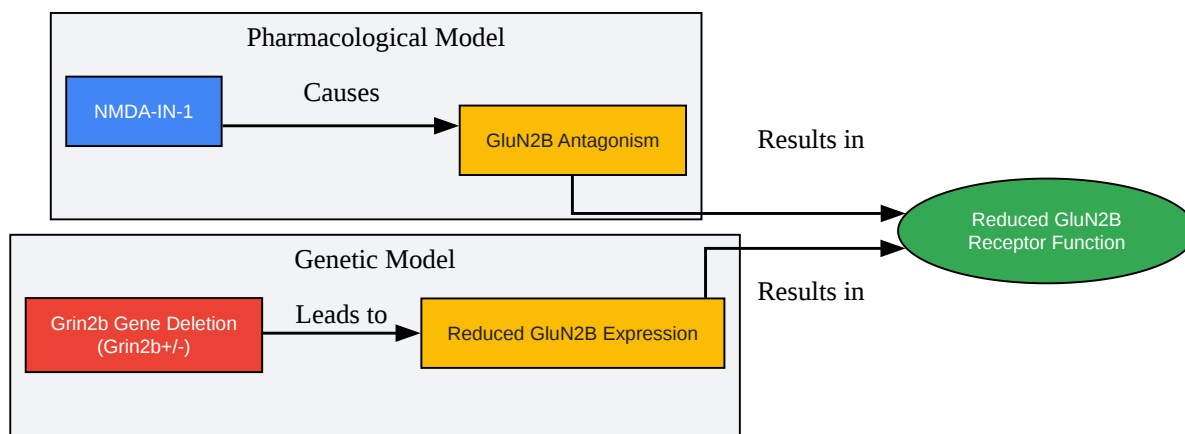 Pharmacological Model
NMDA-IN-1
Causes
GluN2B Antagonism
Results in
Reduced GluN2B
Receptor Function
Genetic Model
Grin2b Gene Deletion
(Grin2b+/-)
Leads to
Reduced GluN2B Expression
Results in